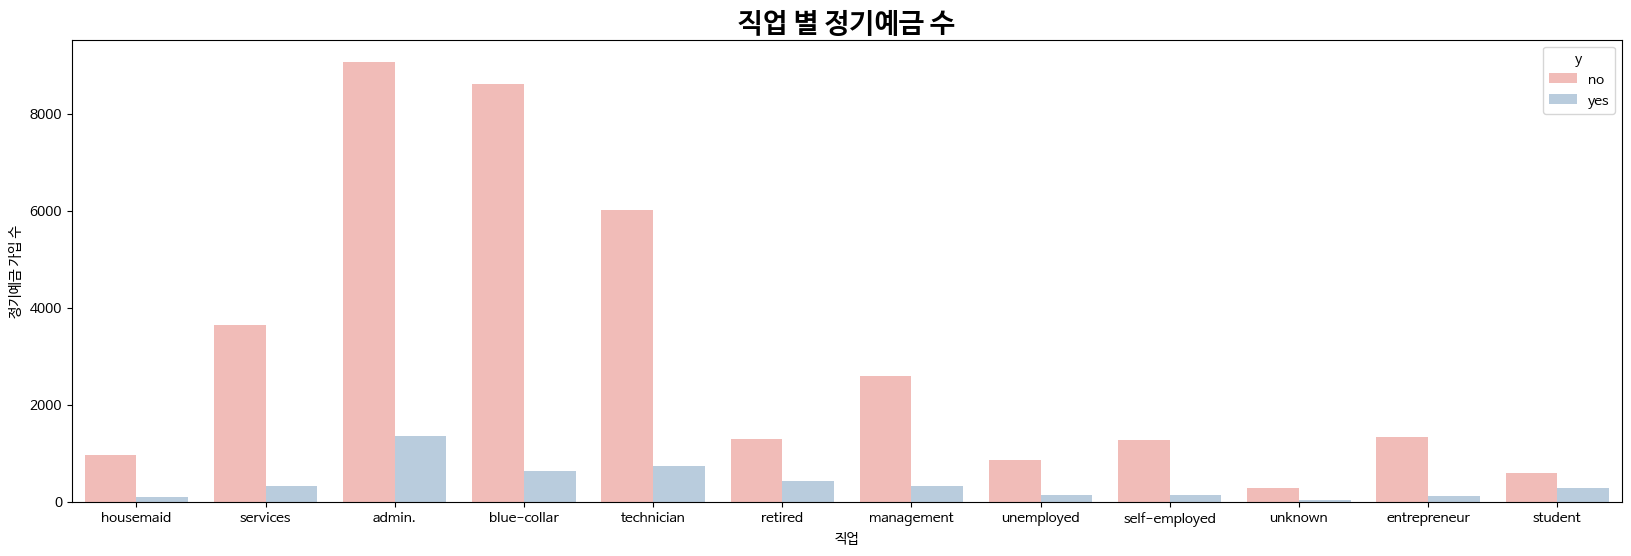 직업 별 정기예금 수
y
no
yes
정기예금 가입 수
8000
6000
4000
2000
0
housemaid services admin. blue-collar technician retired management unemployed self-employed unknown entrepreneur student
직업